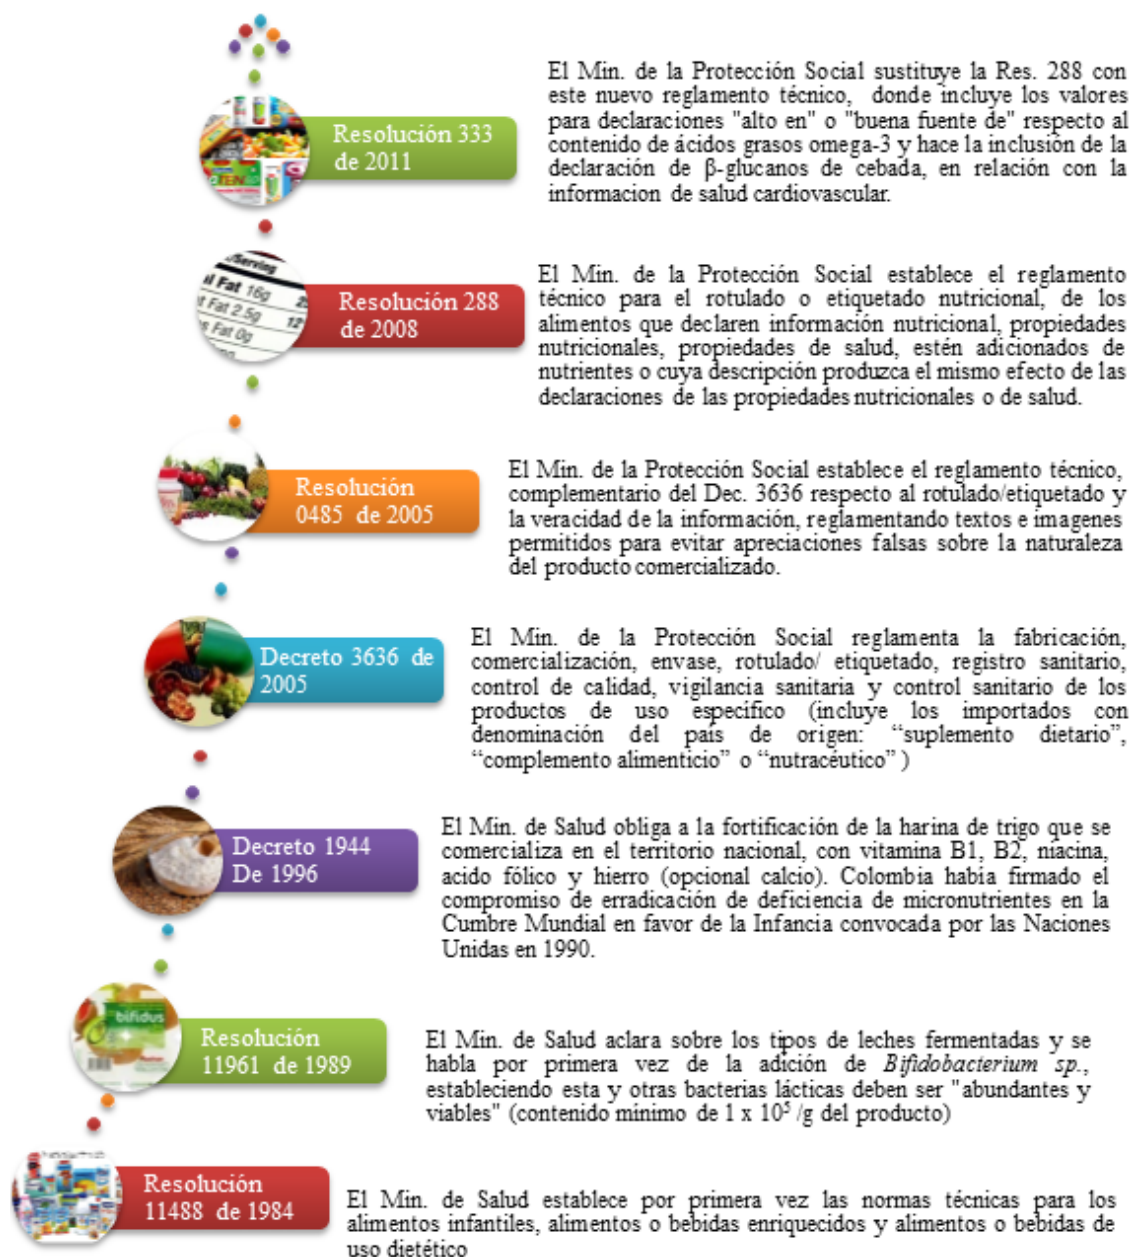 Resolución 333
de 2011
El Min. de la Protección Social sustituye la Res. 288 con
este nuevo reglamento técnico, donde incluye los valores
para declaraciones "alto en" o "buena fuente de" respecto al
contenido de ácidos grasos omega-3 y hace la inclusión de la
declaración de β-glucanos de cebada, en relación con la
informacion de salud cardiovascular.
/Serving
Fat 16g
Fat 2.5g
Fat 0g
Resolución 288
de 2008
El Min. de la Protección Social establece el reglamento
técnico para el rotulado o etiquetado nutricional, de los
alimentos que declaren información nutricional, propiedades
nutricionales, propiedades de salud, estén adicionados de
nutrientes o cuya descripción produzca el mismo efecto de las
declaraciones de las propiedades nutricionales o de salud.
Resolución
0485 de 2005
El Min. de la Protección Social establece el reglamento técnico,
complementario del Dec. 3636 respecto al rotulado/etiquetado y
la veracidad de la información, reglamentando textos e imagenes
permitidos para evitar apreciaciones falsas sobre la naturaleza
del producto comercializado.
Decreto 3636 de
2005
El Min. de la Protección Social reglamenta la fabricación,
comercialización, envase, rotulado/ etiquetado, registro sanitario,
control de calidad, vigilancia sanitaria y control sanitario de los
productos de uso específico (incluye los importados con
denominación del país de origen: “suplemento dietario”,
“complemento alimenticio” o “nutracéutico” )
Decreto 1944
De 1996
El Min. de Salud obliga a la fortificación de la harina de trigo que se
comercializa en el territorio nacional, con vitamina B1, B2, niacina,
acido fólico y hierro (opcional calcio). Colombia había firmado el
compromiso de erradicación de deficiencia de micronutrientes en la
Cumbre Mundial en favor de la Infancia convocada por las Naciones
Unidas en 1990.
bifidus
Resolución
11961 de 1989
El Min. de Salud aclara sobre los tipos de leches fermentadas y se
habla por primera vez de la adición de Bifidobacterium sp.,
estableciendo esta y otras bacterias lácticas deben ser "abundantes y
viables" (contenido mínimo de 1 x 10⁵ /g del producto)
Resolución
11488 de 1984
El Min. de Salud establece por primera vez las normas técnicas para los
alimentos infantiles, alimentos o bebidas enriquecidos y alimentos o bebidas de
uso dietético